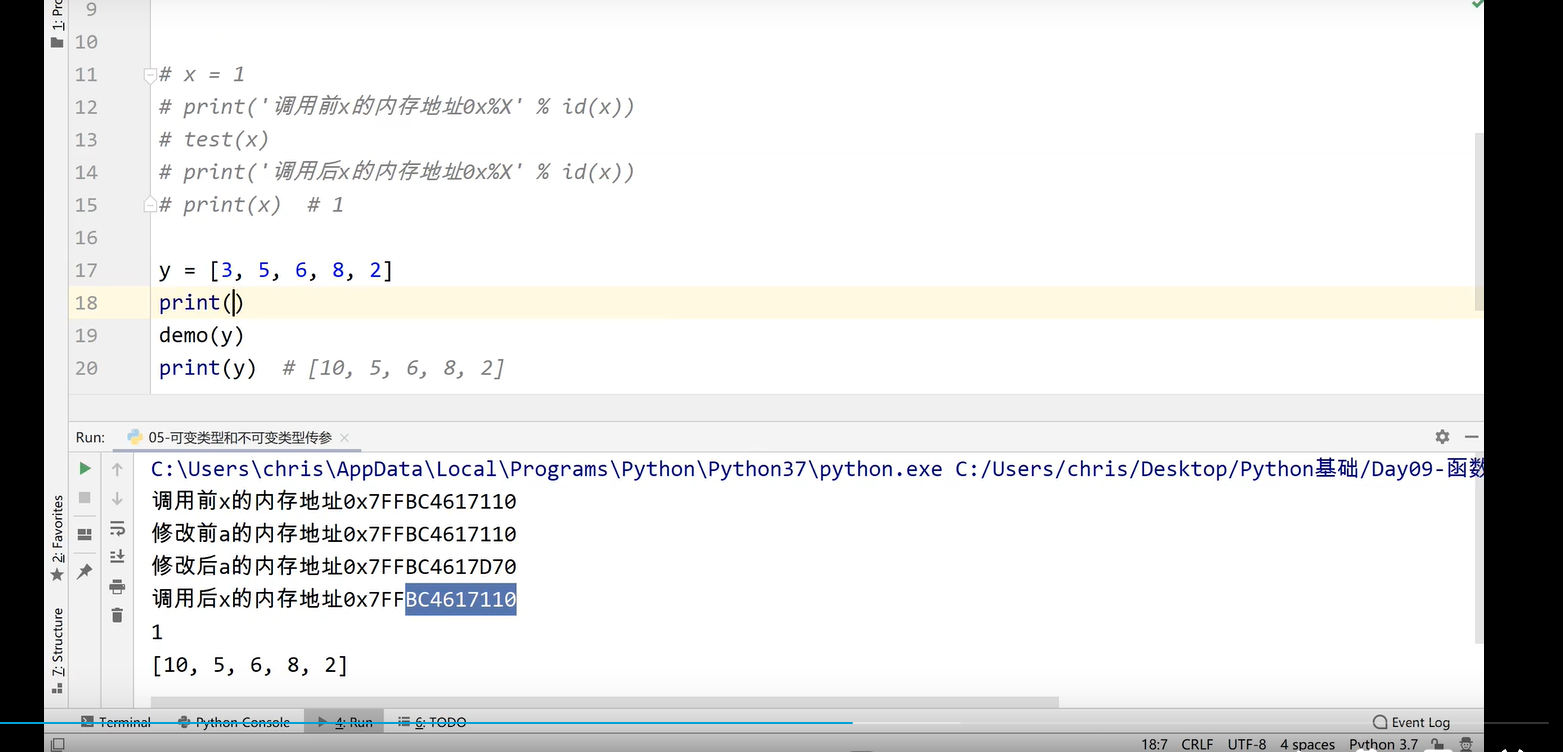 1: Pro
9
10
11 # x = 1
12 # print('调用前x的内存地址0x%X' % id(x))
13 # test(x)
14 # print('调用后x的内存地址0x%X' % id(x))
15 # print(x)  # 1
16
17 y = [3, 5, 6, 8, 2]
18 print()
19 demo(y)
20 print(y)  # [10, 5, 6, 8, 2]
Run: 05-可变类型和不可变类型传参
C:\Users\chris\AppData\Local\Programs\Python\Python37\python.exe C:/Users/chris/Desktop/Python基础/Day09-函数
调用前x的内存地址0x7FFBC4617110
修改前a的内存地址0x7FFBC4617110
修改后a的内存地址0x7FFBC4617D70
调用后x的内存地址0x7FFBC4617110
1
[10, 5, 6, 8, 2]
2: Favorites
7: Structure
Terminal Python Console 4: Run 6: TODO Event Log
18:7 CRLF UTF-8 4 spaces Python 3.7